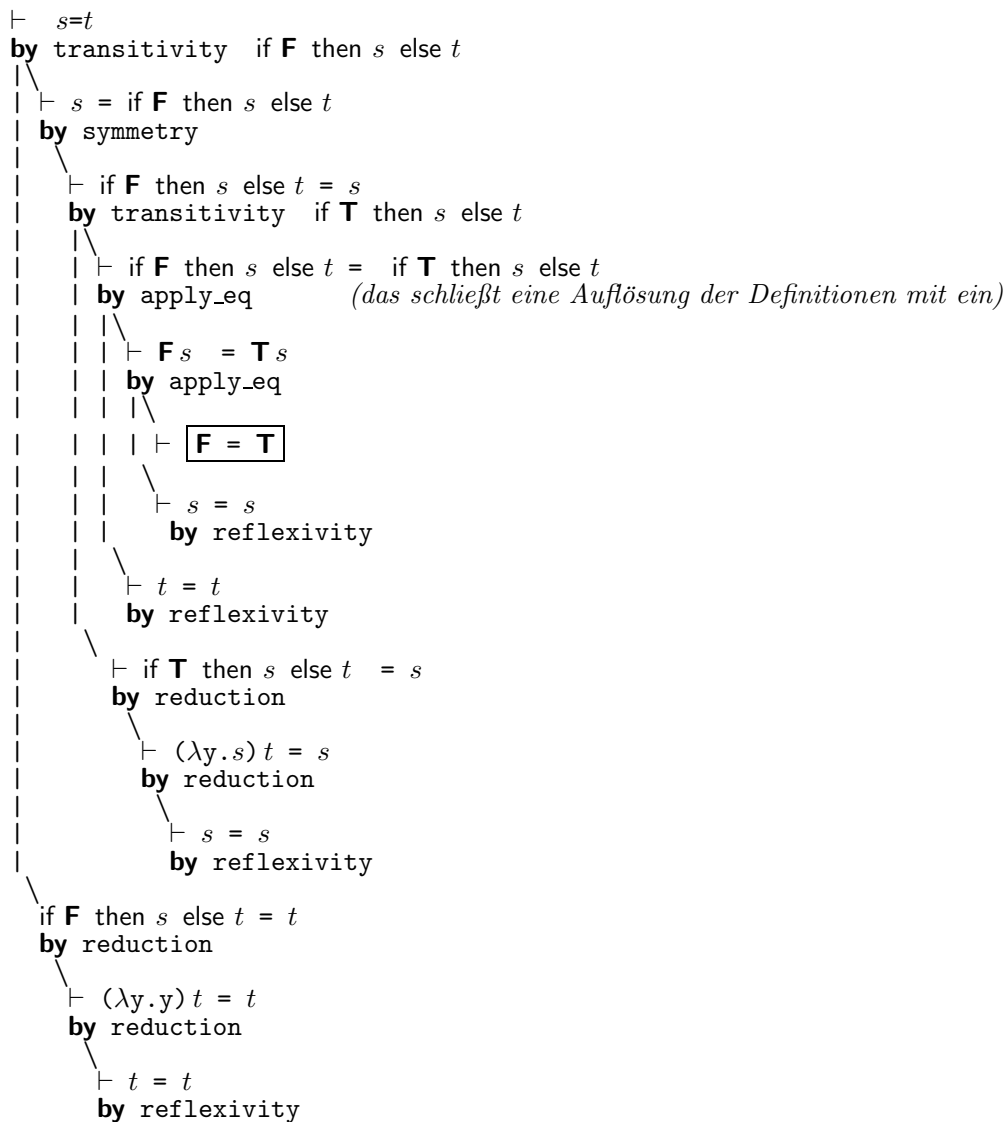 ⊢ s=t
by transitivity if F then s else t
⊢ s = if F then s else t
by symmetry
⊢ if F then s else t = s
by transitivity if T then s else t
⊢ if F then s else t = if T then s else t
by apply_eq (das schließt eine Auflösung der Definitionen mit ein)
⊢ F s = T s
by apply_eq
⊢ F = T
⊢ s = s
by reflexivity
⊢ t = t
by reflexivity
⊢ if T then s else t = s
by reduction
⊢ (λy.s) t = s
by reduction
⊢ s = s
by reflexivity
if F then s else t = t
by reduction
⊢ (λy.y) t = t
by reduction
⊢ t = t
by reflexivity